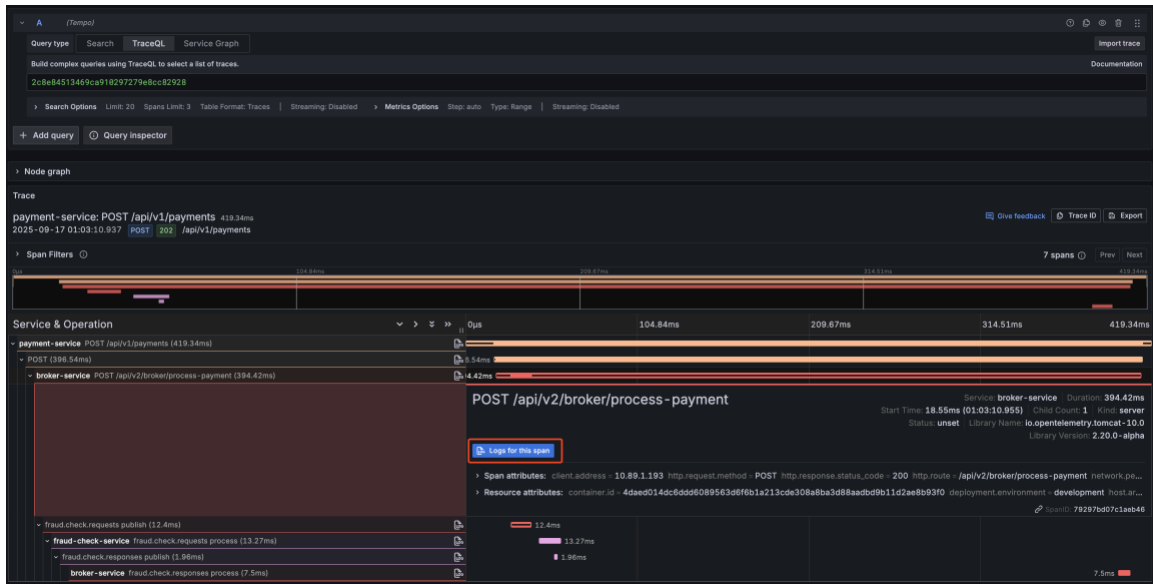 A (Tempo)
Query type Search TraceQL Service Graph Import trace
Build complex queries using TraceQL to select a list of traces. Documentation
2c8e84513469ca910297279e8cc82928
Search Options Limit: 20 Spans Limit: 3 Table Format: Traces | Streaming: Disabled Metrics Options Step: auto Type: Range | Streaming: Disabled
+ Add query Query inspector
Node graph
Trace
payment-service: POST /api/v1/payments 419.34ms Give feedback Trace ID Export
2025-09-17 01:03:10.937 POST 202 /api/v1/payments
Span Filters 7 spans Prev Next
0µs 104.84ms 209.67ms 314.51ms 419.34ms
Service & Operation 0µs 104.84ms 209.67ms 314.51ms 419.34ms
payment-service POST /api/v1/payments (419.34ms)
POST (396.54ms) 8.54ms
broker-service POST /api/v2/broker/process-payment (394.42ms) 4.42ms
POST /api/v2/broker/process-payment Service: broker-service | Duration: 394.42ms
Start Time: 18.55ms (01:03:10.955) | Child Count: 1 | Kind: server
Status: unset | Library Name: io.opentelemetry.tomcat-10.0
Library Version: 2.20.0-alpha
Logs for this span
Span attributes: client.address = 10.89.1.193 http.request.method = POST http.response.status_code = 200 http.route = /api/v2/broker/process-payment network.pe...
Resource attributes: container.id = 4daed014dc6ddd6089563d6f6b1a213cde308a8ba3d88aadbd9b11d2ae8b93f0 deployment.environment = development host.ar...
SpanID: 79297bd07c1aeb46
fraud.check.requests publish (12.4ms) 12.4ms
fraud-check-service fraud.check.requests process (13.27ms) 13.27ms
fraud.check.responses publish (1.96ms) 1.96ms
broker-service fraud.check.responses process (7.5ms) 7.5ms